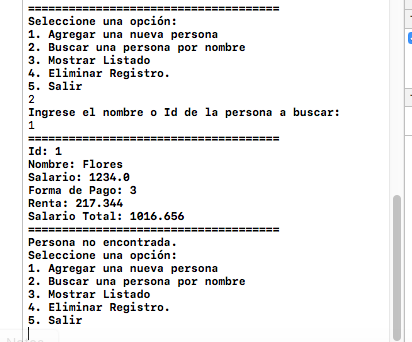 =====================================
Seleccione una opción:
1. Agregar una nueva persona
2. Buscar una persona por nombre
3. Mostrar Listado
4. Eliminar Registro.
5. Salir
2
Ingrese el nombre o Id de la persona a buscar:
1
=====================================
Id: 1
Nombre: Flores
Salario: 1234.0
Forma de Pago: 3
Renta: 217.344
Salario Total: 1016.656
=====================================
Persona no encontrada.
Seleccione una opción:
1. Agregar una nueva persona
2. Buscar una persona por nombre
3. Mostrar Listado
4. Eliminar Registro.
5. Salir